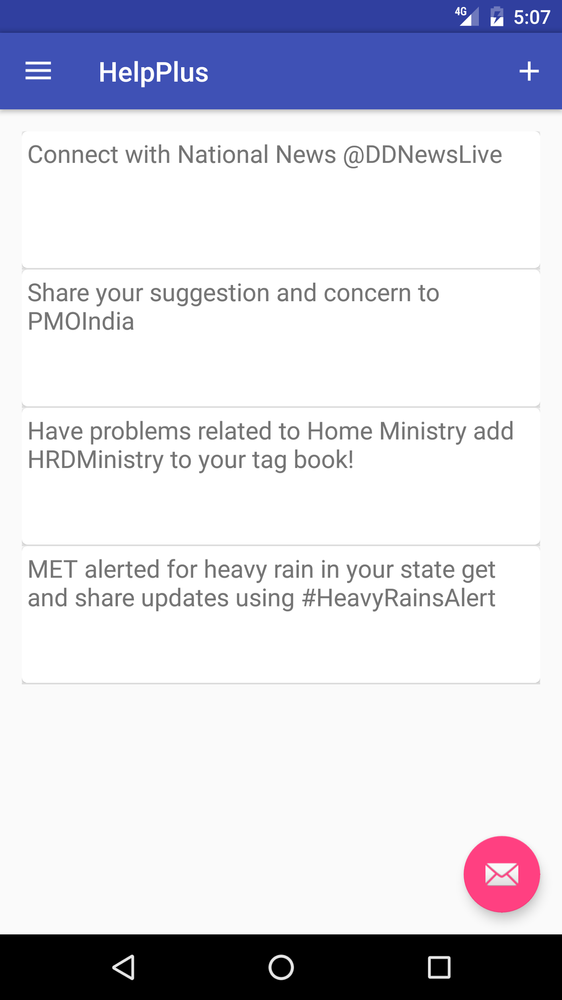 4G 5:07
HelpPlus
Connect with National News @DDNewsLive
Share your suggestion and concern to
PMOIndia
Have problems related to Home Ministry add
HRDMinistry to your tag book!
MET alerted for heavy rain in your state get
and share updates using #HeavyRainsAlert